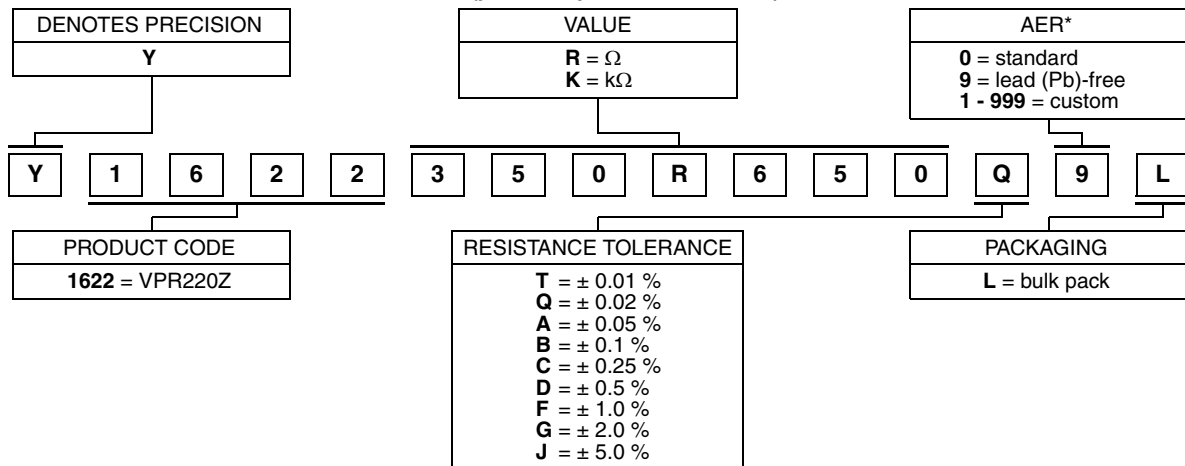 DENOTES PRECISION
Y
VALUE
R = Ω
K = kΩ
AER*
0 = standard
9 = lead (Pb)-free
1 - 999 = custom
Y 1 6 2 2 3 5 0 R 6 5 0 Q 9 L
PRODUCT CODE
1622 = VPR220Z
RESISTANCE TOLERANCE
T = ± 0.01 %
Q = ± 0.02 %
A = ± 0.05 %
B = ± 0.1 %
C = ± 0.25 %
D = ± 0.5 %
F = ± 1.0 %
G = ± 2.0 %
J = ± 5.0 %
PACKAGING
L = bulk pack